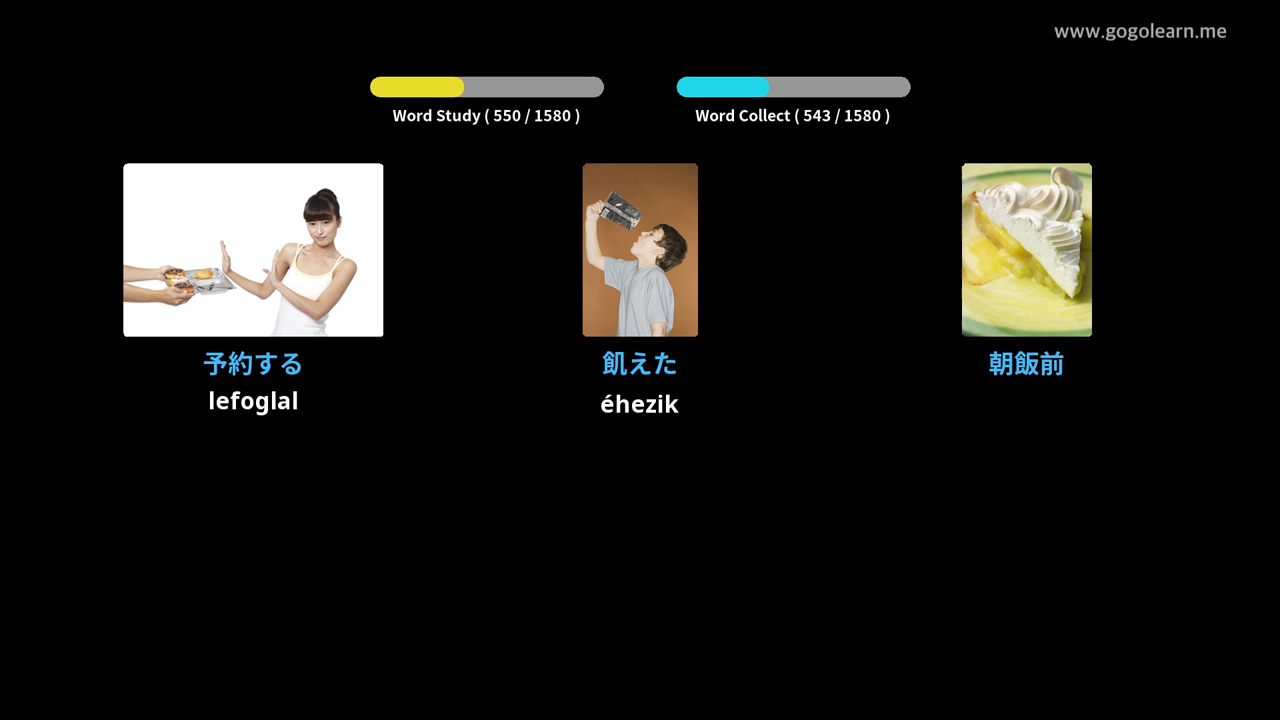 www.gogolearn.me
Word Study ( 550 / 1580 )
Word Collect ( 543 / 1580 )
予約する
飢えた
朝飯前
lefoglal
éhezik